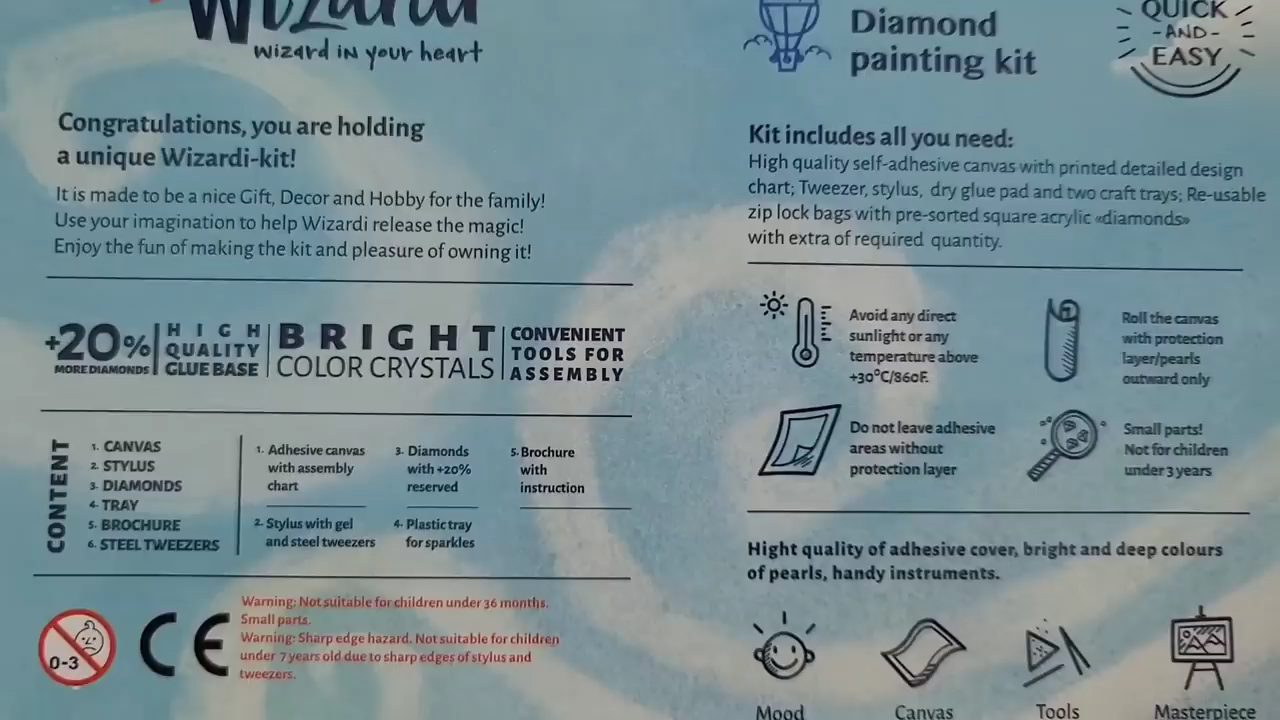 Wizardi
wizard in your heart
Congratulations, you are holding
a unique Wizardi-kit!
It is made to be a nice Gift, Decor and Hobby for the family!
Use your imagination to help Wizardi release the magic!
Enjoy the fun of making the kit and pleasure of owning it!
+20%
MORE DIAMONDS
HIGH
QUALITY
GLUE BASE
BRIGHT
COLOR CRYSTALS
CONVENIENT
TOOLS FOR
ASSEMBLY
CONTENT
1. CANVAS
2. STYLUS
3. DIAMONDS
4. TRAY
5. BROCHURE
6. STEEL TWEEZERS
1. Adhesive canvas
with assembly
chart
2. Stylus with gel
and steel tweezers
3. Diamonds
with +20%
reserved
4. Plastic tray
for sparkles
5. Brochure
with
instruction
0-3
CE
Warning: Not suitable for children under 36 months.
Small parts.
Warning: Sharp edge hazard. Not suitable for children
under 7 years old due to sharp edges of stylus and
tweezers.
Diamond
painting kit
QUICK
-AND-
EASY
Kit includes all you need:
High quality self-adhesive canvas with printed detailed design
chart; Tweezer, stylus, dry glue pad and two craft trays; Re-usable
zip lock bags with pre-sorted square acrylic «diamonds»
with extra of required quantity.
Avoid any direct
sunlight or any
temperature above
+30°C/86oF.
Roll the canvas
with protection
layer/pearls
outward only
Do not leave adhesive
areas without
protection layer
Small parts!
Not for children
under 3 years
Hight quality of adhesive cover, bright and deep colours
of pearls, handy instruments.
Mood
Canvas
Tools
Masterpiece